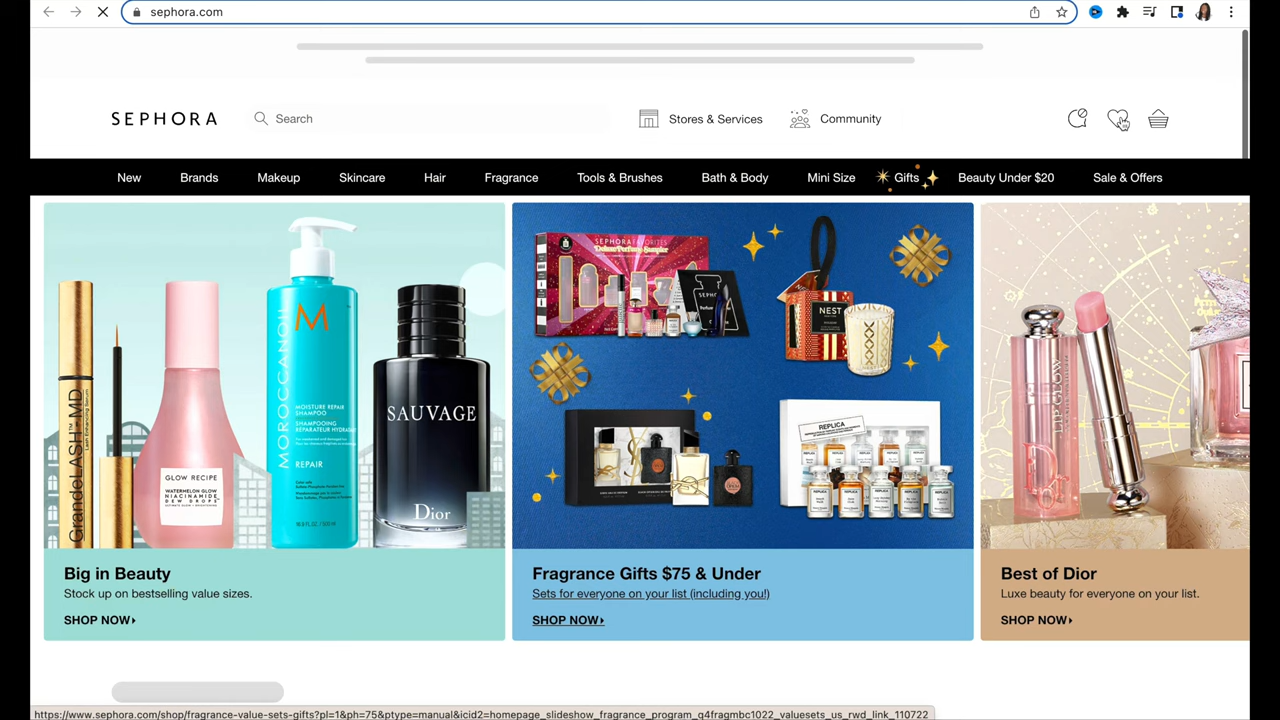 sephora.com
SEPHORA
Search
Stores & Services
Community
New
Brands
Makeup
Skincare
Hair
Fragrance
Tools & Brushes
Bath & Body
Mini Size
Gifts
Beauty Under $20
Sale & Offers
GrandeLASH™MD
GLOW RECIPE
WATERMELON GLOW
NIACINAMIDE
DEW DROPS
M
MOROCCANOIL
MOISTURE REPAIR
SHAMPOO
SHAMPOOING
REPAIR
SAUVAGE
Dior
SEPHORA FAVORITES
SEPHORA
NEST
REPLICA
LIP GLOW
Big in Beauty
Stock up on bestselling value sizes.
SHOP NOW
Fragrance Gifts $75 & Under
Sets for everyone on your list (including you!)
SHOP NOW
Best of Dior
Luxe beauty for everyone on your list.
SHOP NOW
https://www.sephora.com/shop/fragrance-value-sets-gifts?pl=1&ph=75&ptype=manual&icid2=homepage_slideshow_fragrance_program_q4fragmbc1022_valuesets_us_rwd_link_110722